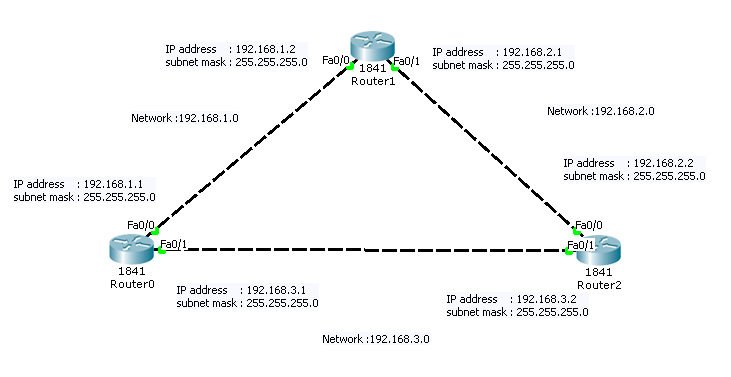 IP address : 192.168.1.2
subnet mask : 255.255.255.0
Fa0/0
Fa0/1
1841
Router1
IP address : 192.168.2.1
subnet mask : 255.255.255.0
Network :192.168.1.0
Network :192.168.2.0
IP address : 192.168.1.1
subnet mask : 255.255.255.0
IP address : 192.168.2.2
subnet mask : 255.255.255.0
Fa0/0
Fa0/1
1841
Router0
Fa0/0
Fa0/1
1841
Router2
IP address : 192.168.3.1
subnet mask : 255.255.255.0
IP address : 192.168.3.2
subnet mask : 255.255.255.0
Network :192.168.3.0